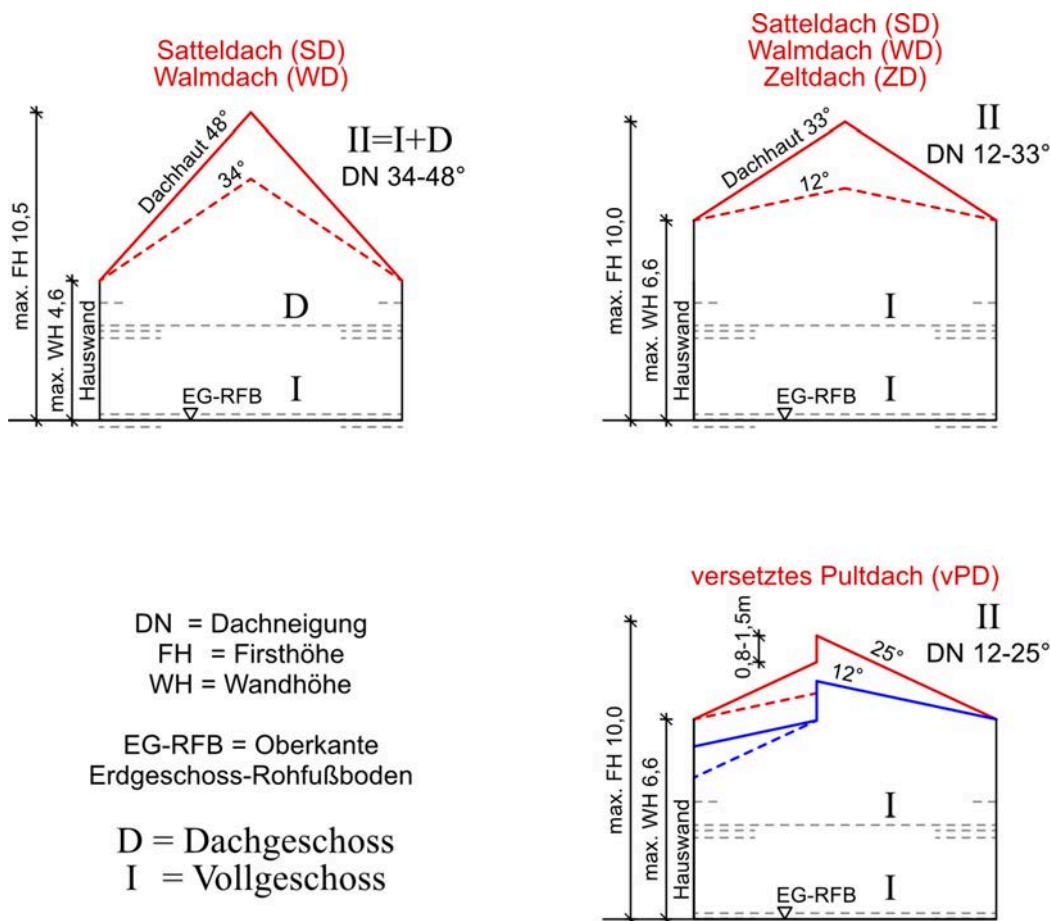 Satteldach (SD)
Walmdach (WD)
II=I+D
DN 34-48°
Dachhaut 48°
34°
max. FH 10,5
max. WH 4,6
Hauswand
D
I
EG-RFB
Satteldach (SD)
Walmdach (WD)
Zeltdach (ZD)
II
DN 12-33°
Dachhaut 33°
12°
max. FH 10,0
max. WH 6,6
Hauswand
I
I
EG-RFB
DN = Dachneigung
FH = Firsthöhe
WH = Wandhöhe
EG-RFB = Oberkante
Erdgeschoss-Rohfußboden
D = Dachgeschoss
I = Vollgeschoss
versetztes Pultdach (vPD)
II
DN 12-25°
0,8-1,5m
25°
12°
max. FH 10,0
max. WH 6,6
Hauswand
I
I
EG-RFB